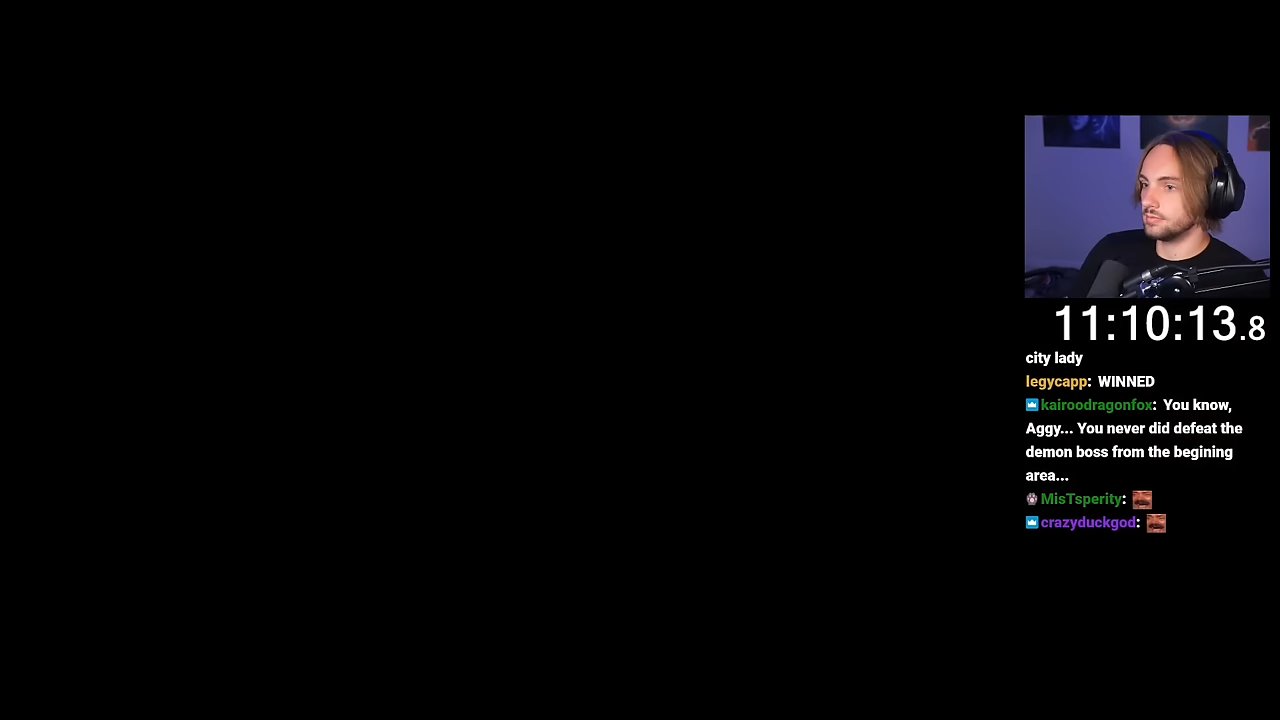 11:10:13.8
city lady
legycapp: WINNED
kairoodragonfox: You know,
Aggy... You never did defeat the
demon boss from the begining
area...
MisTsperity:
crazyduckgod: